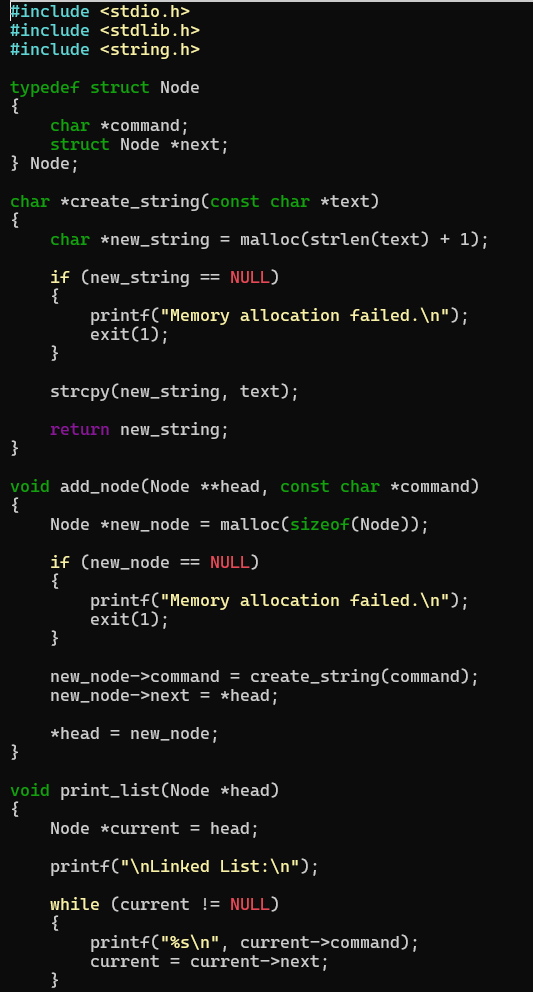 #include <stdio.h>
#include <stdlib.h>
#include <string.h>

typedef struct Node
{
    char *command;
    struct Node *next;
} Node;

char *create_string(const char *text)
{
    char *new_string = malloc(strlen(text) + 1);

    if (new_string == NULL)
    {
        printf("Memory allocation failed.\n");
        exit(1);
    }

    strcpy(new_string, text);

    return new_string;
}

void add_node(Node **head, const char *command)
{
    Node *new_node = malloc(sizeof(Node));

    if (new_node == NULL)
    {
        printf("Memory allocation failed.\n");
        exit(1);
    }

    new_node->command = create_string(command);
    new_node->next = *head;

    *head = new_node;
}

void print_list(Node *head)
{
    Node *current = head;

    printf("\nLinked List:\n");

    while (current != NULL)
    {
        printf("%s\n", current->command);
        current = current->next;
    }